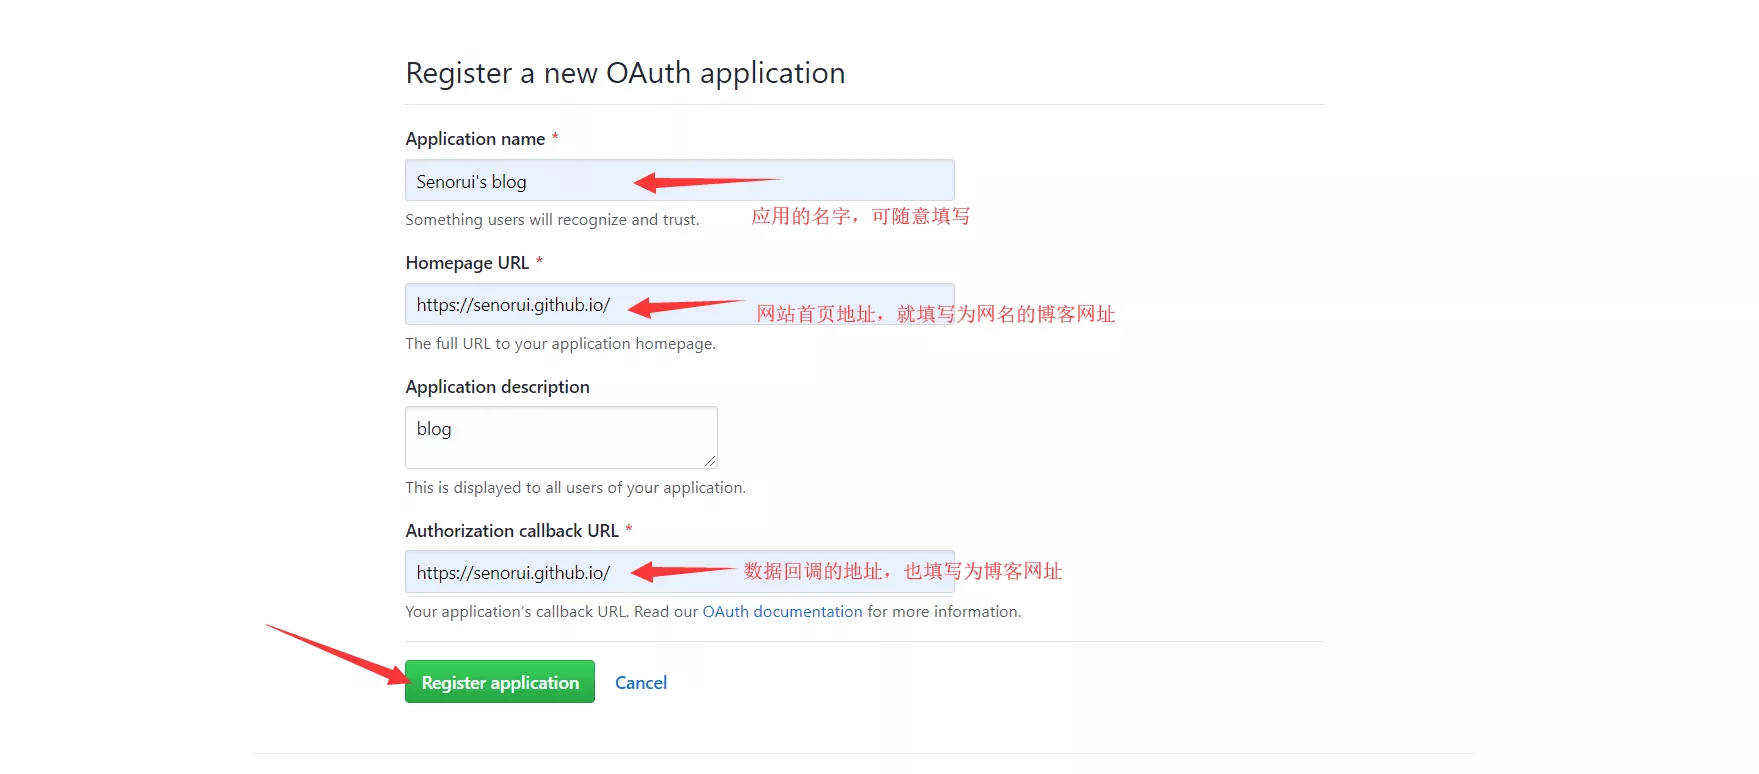 Register a new OAuth application
Application name *
Senorui's blog
Something users will recognize and trust.
应用的名字，可随意填写
Homepage URL *
https://senorui.github.io/
网站首页地址，就填写为网名的博客网址
The full URL to your application homepage.
Application description
blog
This is displayed to all users of your application.
Authorization callback URL *
https://senorui.github.io/
数据回调的地址，也填写为博客网址
Your application's callback URL. Read our OAuth documentation for more information.
Register application
Cancel